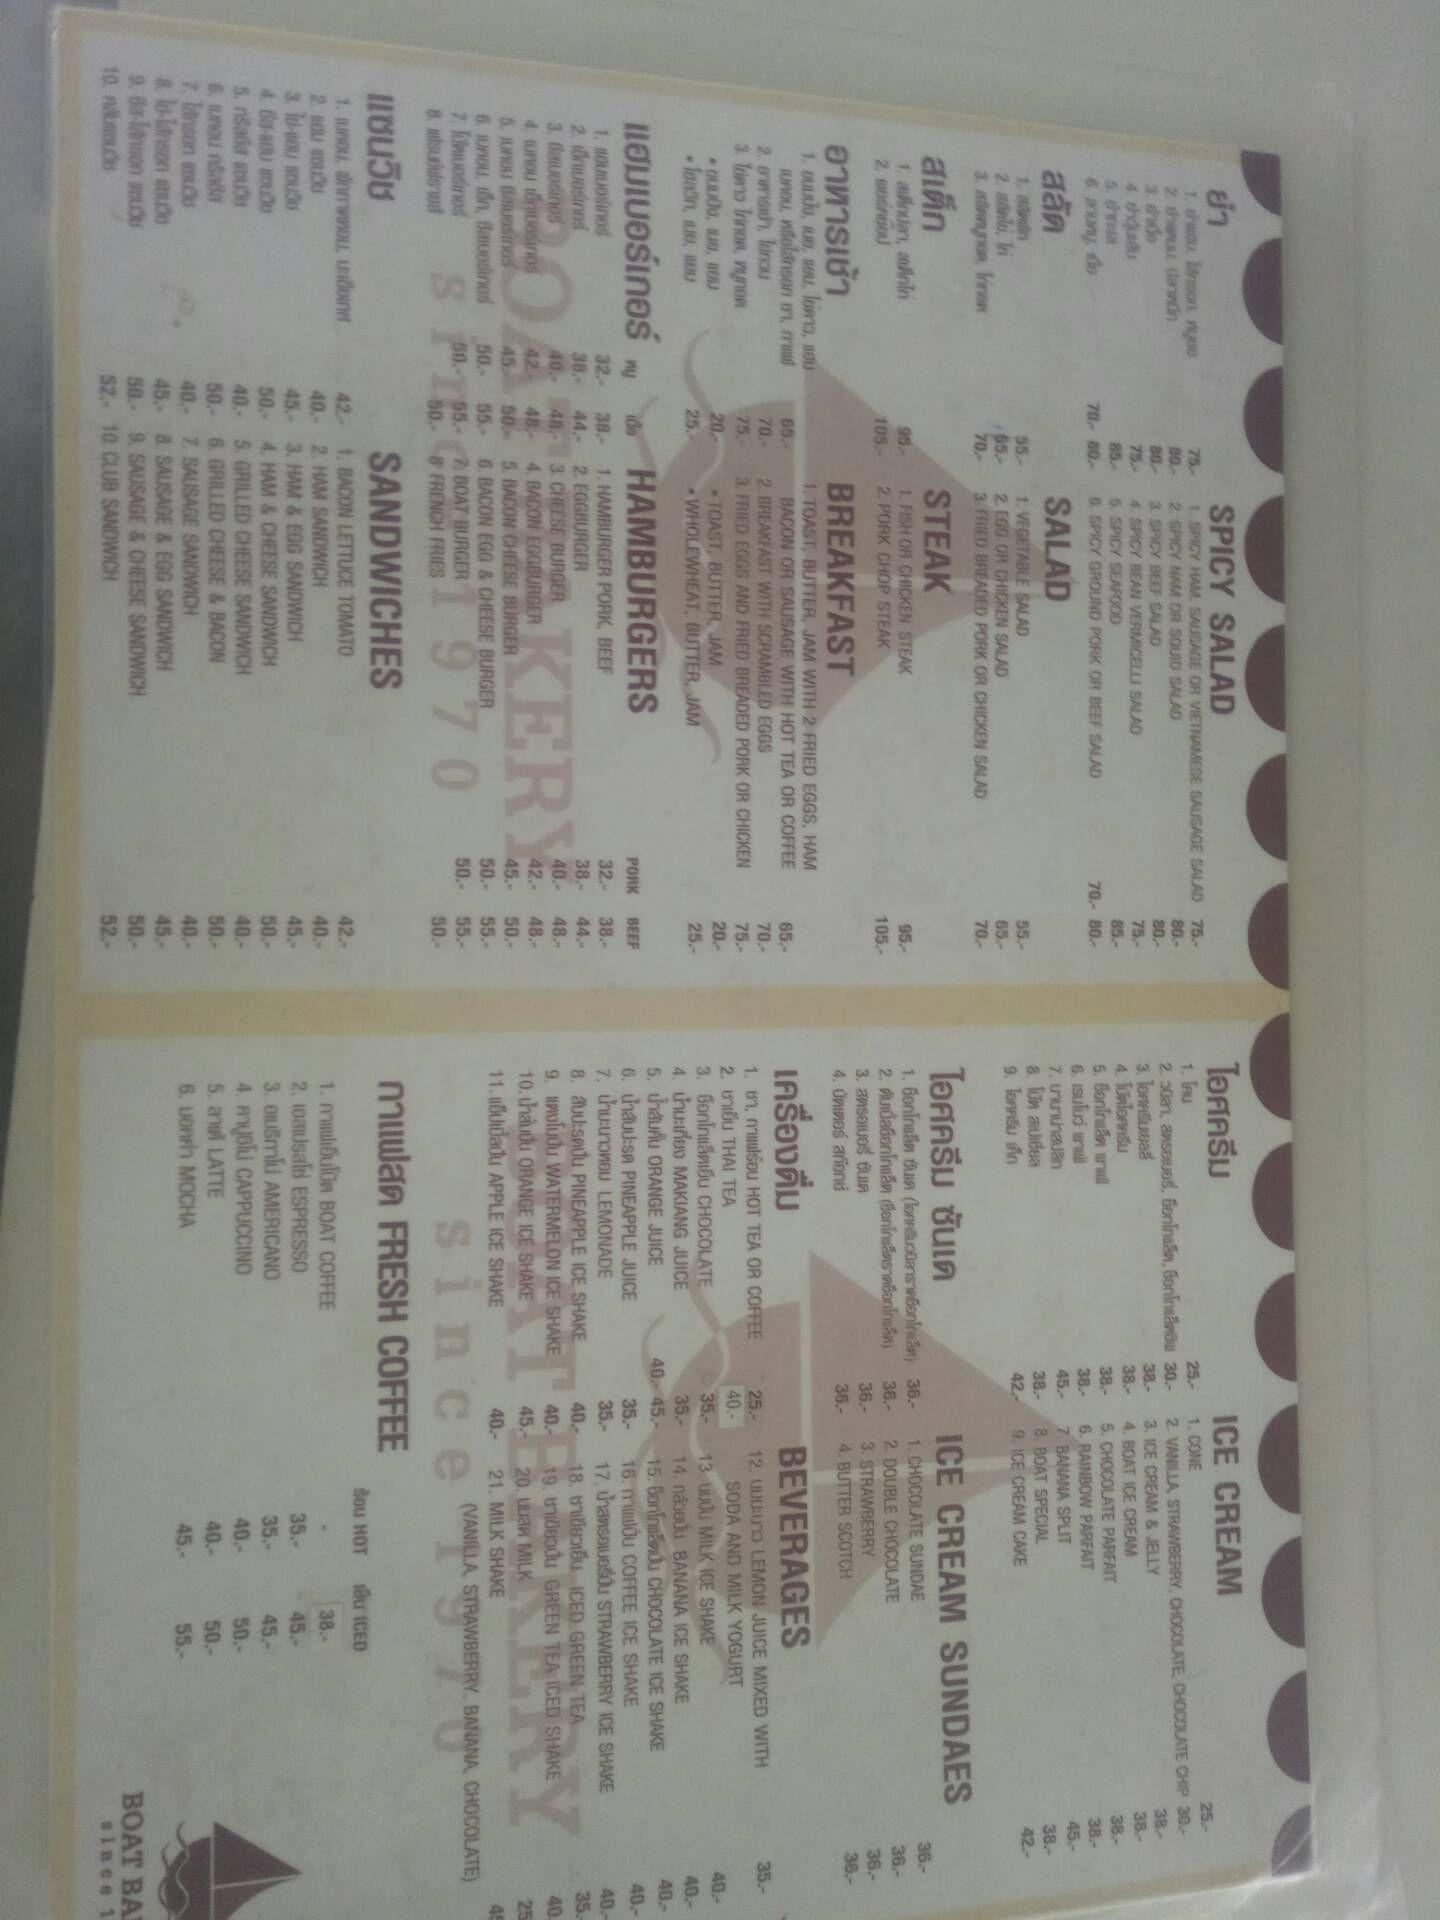 ยำ
1. ยำแฮม, ไส้กรอก, หมูยอ 75.-
2. ยำแหนม, ปลาหมึก 80.-
3. ยำเนื้อ 80.-
4. ยำวุ้นเส้น 75.-
5. ยำทะเล 85.-
6. ลาบหมู, เนื้อ 70.- 80.-
SPICY SALAD
1. SPICY HAM, SAUSAGE OR VIETNAMESE SAUSAGE SALAD 75.-
2. SPICY NAM OR SQUID SALAD 80.-
3. SPICY BEEF SALAD 80.-
4. SPICY BEAN VERMICELLI SALAD 75.-
5. SPICY SEAFOOD 85.-
6. SPICY GROUND PORK OR BEEF SALAD 70.- 80.-
สลัด
1. สลัดผัก 55.-
2. สลัดไข่, ไก่ 65.-
3. สลัดหมูทอด, ไก่ทอด 70.-
SALAD
1. VEGETABLE SALAD 55.-
2. EGG OR CHICKEN SALAD 65.-
3. FRIED BREADED PORK OR CHICKEN SALAD 70.-
สเต็ก
1. สเต็กปลา, สเต็กไก่ 95.-
2. พอร์คช็อป 105.-
STEAK
1. FISH OR CHICKEN STEAK 95.-
2. PORK CHOP STEAK 105.-
อาหารเช้า
1. ขนมปัง, เนย, แยม, ไข่ดาว, แฮม
เบคอน, หรือไส้กรอก ชา, กาแฟ 65.-
2. อาหารเช้า, ไข่กวน 70.-
3. ไข่ดาว ไก่ทอด, หมูทอด 75.-
• ขนมปัง, เนย, แยม 20.-
• โฮลวีท, เนย, แยม 25.-
BREAKFAST
1. TOAST, BUTTER, JAM WITH 2 FRIED EGGS, HAM
BACON OR SAUSAGE WITH HOT TEA OR COFFEE 65.-
2. BREAKFAST WITH SCRAMBLED EGGS 70.-
3. FRIED EGGS AND FRIED BREADED PORK OR CHICKEN 75.-
• TOAST, BUTTER, JAM 20.-
• WHOLEWHEAT, BUTTER, JAM 25.-
แฮมเบอร์เกอร์ หมู เนื้อ
1. แฮมเบอร์เกอร์ 32.- 38.-
2. เอ้กเบอร์เกอร์ 38.- 44.-
3. ชีสเบอร์เกอร์ 40.- 48.-
4. เบคอน เอ้กเบอร์เกอร์ 42.- 48.-
5. เบคอน ชีสเบอร์เกอร์ 45.- 50.-
6. เบคอน, เอ้ก, ชีสเบอร์เกอร์ 50.- 55.-
7. โบ๊ทเบอร์เกอร์ 50.- 55.-
8. เฟรนช์ฟรายส์ 50.-
HAMBURGERS PORK BEEF
1. HAMBURGER PORK, BEEF 32.- 38.-
2. EGGBURGER 38.- 44.-
3. CHEESE BURGER 40.- 48.-
4. BACON EGGBURGER 42.- 48.-
5. BACON CHEESE BURGER 45.- 50.-
6. BACON EGG & CHEESE BURGER 50.- 55.-
7. BOAT BURGER 50.- 55.-
8. FRENCH FRIES 50.-
แซนวิช
1. เบคอน, ผักกาดหอม, มะเขือเทศ 42.-
2. แฮม แซนวิช 40.-
3. ไข่-แฮม แซนวิช 45.-
4. ชีส-แฮม แซนวิช 50.-
5. กริลชีส แซนวิช 40.-
6. เบคอน กริลชีส 50.-
7. ไส้กรอก แซนวิช 40.-
8. ไข่-ไส้กรอก แซนวิช 45.-
9. ชีส-ไส้กรอก แซนวิช 50.-
10. คลับแซนวิช 52.-
SANDWICHES
1. BACON LETTUCE TOMATO 42.-
2. HAM SANDWICH 40.-
3. HAM & EGG SANDWICH 45.-
4. HAM & CHEESE SANDWICH 50.-
5. GRILLED CHEESE SANDWICH 40.-
6. GRILLED CHEESE & BACON 50.-
7. SAUSAGE SANDWICH 40.-
8. SAUSAGE & EGG SANDWICH 45.-
9. SAUSAGE & CHEESE SANDWICH 50.-
10. CLUB SANDWICH 52.-
BOAT BAKERY
since 1970
ไอศครีม
1. โคน 25.-
2. วนิลา, สตรอเบอรี่, ช็อกโกแล็ต, ช็อกโกแล็ตชิพ 30.-
3. ไอศครีมเยลลี่ 38.-
4. โบ๊ตไอศครีม 38.-
5. ช็อกโกแล็ต พาเฟ่ 38.-
6. เรนโบว์ พาเฟ่ 38.-
7. บานาน่าสปลิท 45.-
8. โบ๊ต สเปเชี่ยล 38.-
9. ไอศครีม เค้ก 42.-
ICE CREAM
1. CONE 25.-
2. VANILLA, STRAWBERRY, CHOCOLATE, CHOCOLATE CHIP 30.-
3. ICE CREAM & JELLY 38.-
4. BOAT ICE CREAM 38.-
5. CHOCOLATE PARFAIT 38.-
6. RAINBOW PARFAIT 38.-
7. BANANA SPLIT 45.-
8. BOAT SPECIAL 38.-
9. ICE CREAM CAKE 42.-
ไอศครีม ซันเด
1. ช็อกโกแล็ต ซันเด (ไอศครีมวนิลาราดช็อกโกแล็ต) 36.-
2. ดับเบิ้ลช็อกโกแล็ต (ช็อกโกแล็ตราดช็อกโกแล็ต) 36.-
3. สตรอเบอรี่ ซันเด 36.-
4. บัตเตอร์ สก๊อทช์ 36.-
ICE CREAM SUNDAES
1. CHOCOLATE SUNDAE 36.-
2. DOUBLE CHOCOLATE 36.-
3. STRAWBERRY 36.-
4. BUTTER SCOTCH 36.-
เครื่องดื่ม BEVERAGES
1. ชา, กาแฟร้อน HOT TEA OR COFFEE 25.-
2. ชาเย็น THAI TEA 40.-
3. ช็อกโกแล็ตเย็น CHOCOLATE 35.-
4. น้ำมะเกี๋ยง MAKIANG JUICE 35.-
5. น้ำส้มคั้น ORANGE JUICE 40.- 45.-
6. น้ำสับปะรด PINEAPPLE JUICE 35.-
7. น้ำมะนาวหอม LEMONADE 35.-
8. สับปะรดปั่น PINEAPPLE ICE SHAKE 40.-
9. แตงโมปั่น WATERMELON ICE SHAKE 40.-
10. น้ำส้มปั่น ORANGE ICE SHAKE 45.-
11. แอ็ปเปิ้ลปั่น APPLE ICE SHAKE 40.-
12. นมมะนาว LEMON JUICE MIXED WITH
SODA AND MILK YOGURT 35.-
13. นมปั่น MILK ICE SHAKE 40.-
14. กล้วยปั่น BANANA ICE SHAKE 40.-
15. ช็อกโกแล็ตปั่น CHOCOLATE ICE SHAKE 40.-
16. กาแฟปั่น COFFEE ICE SHAKE 40.-
17. น้ำสตรอเบอรี่ปั่น STRAWBERRY ICE SHAKE 40.-
18. ชาเขียวเย็น ICED GREEN TEA 35.
19. ชาเขียวปั่น GREEN TEA ICED SHAKE 40.
20. นมสด MILK 25
21. MILK SHAKE 45
(VANILLA, STRAWBERRY, BANANA, CHOCOLATE)
กาแฟสด FRESH COFFEE
ร้อน HOT เย็น ICED
1. กาแฟเย็นโบ๊ต BOAT COFFEE - 38.-
2. เอสเปรสโซ่ ESPRESSO 35.- 45.-
3. อเมริกาโน่ AMERICANO 35.- 45.-
4. คาปูชิโน CAPPUCCINO 40.- 50.-
5. ลาเต้ LATTE 40.- 50.-
6. มอคค่า MOCHA 45.- 55.-
BOAT BAKERY
since 1970
BOAT BA
since 1